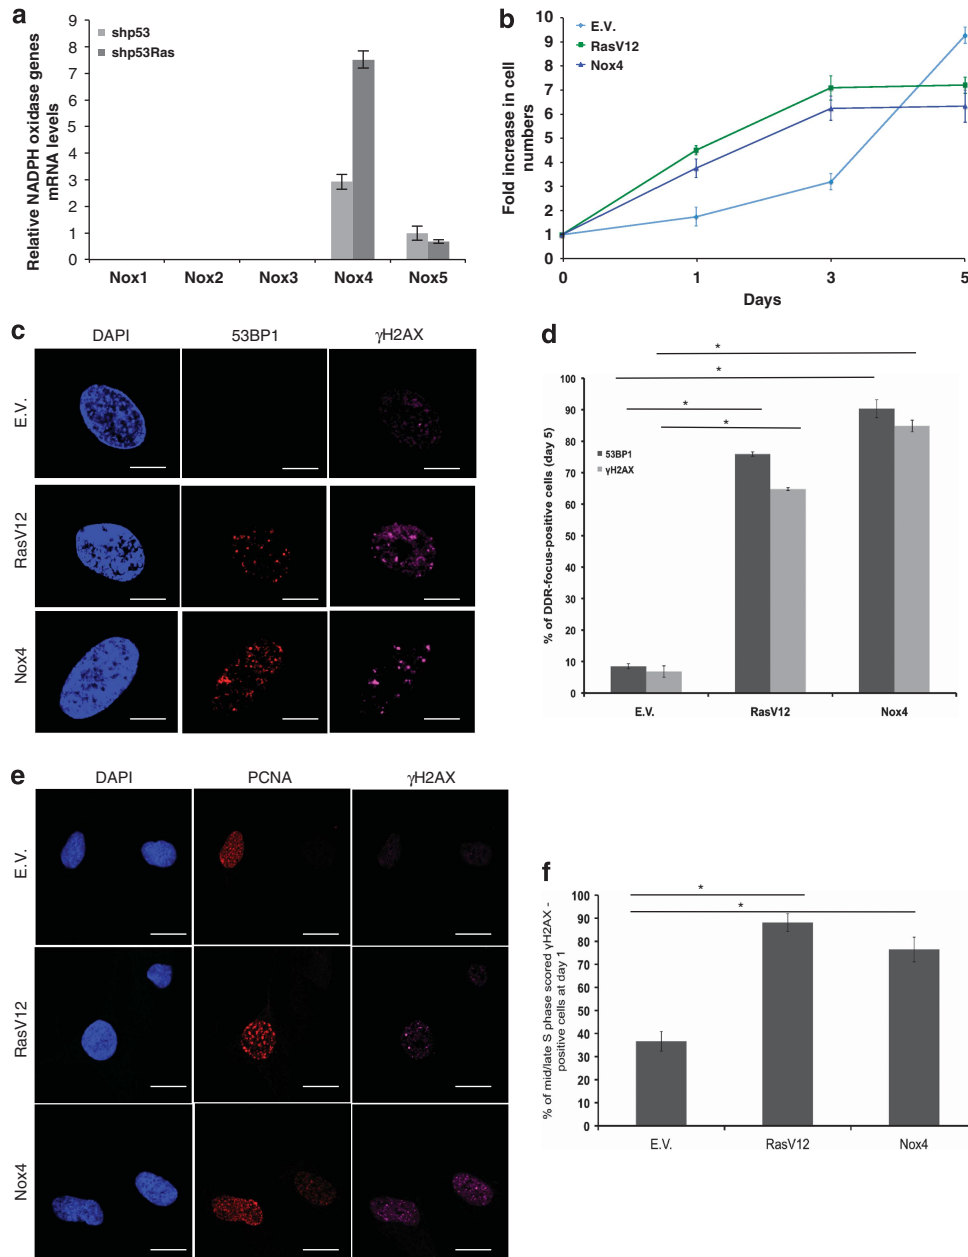 a
Relative NADPH oxidase genes
mRNA levels
9
8
7
6
5
4
3
2
1
0
shp53
shp53Ras
Nox1 Nox2 Nox3 Nox4 Nox5
b
Fold increase in cell
numbers
10
9
8
7
6
5
4
3
2
1
0
E.V.
RasV12
Nox4
0 1 3 5
Days
c
DAPI 53BP1 γH2AX
E.V.
RasV12
Nox4
d
% of DDR-focus-positive cells (day 5)
100
90
80
70
60
50
40
30
20
10
0
*
*
*
*
53BP1
γH2AX
E.V. RasV12 Nox4
e
DAPI PCNA γH2AX
E.V.
RasV12
Nox4
f
% of mid/late S phase scored γH2AX -
positive cells at day 1
100
90
80
70
60
50
40
30
20
10
0
*
*
E.V. RasV12 Nox4